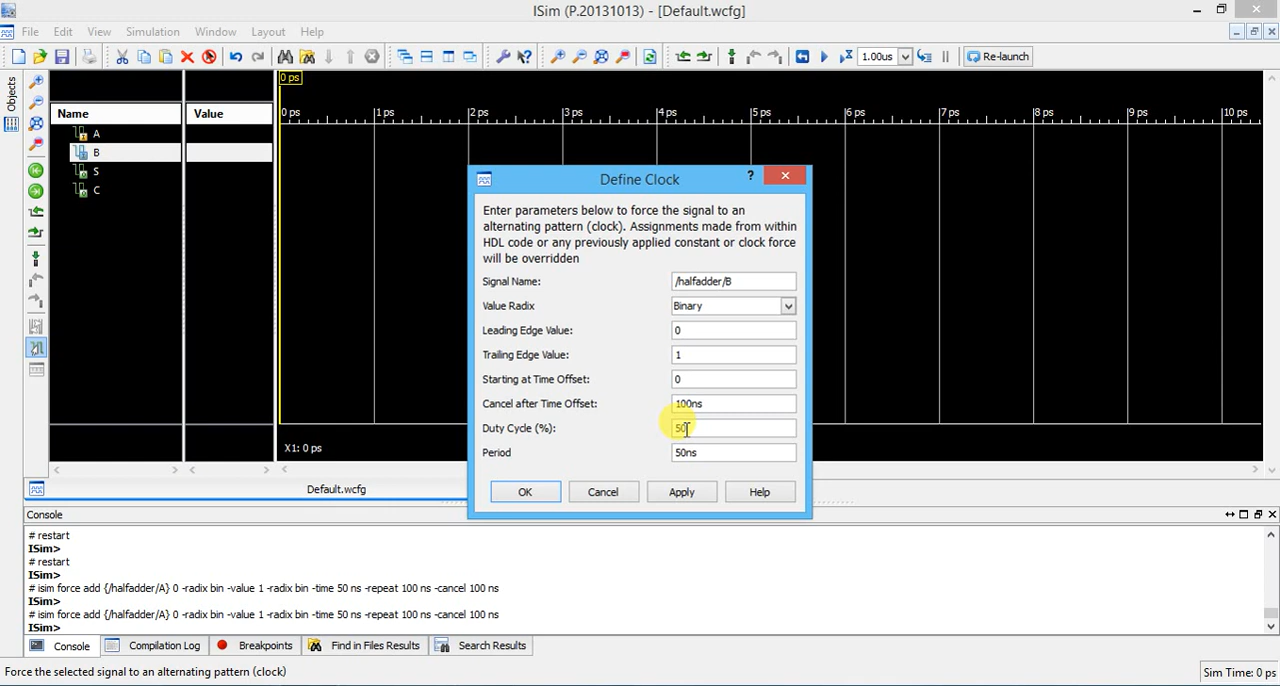 ISim (P.20131013) - [Default.wcfg]
File Edit View Simulation Window Layout Help
1.00us Re-launch
Objects
0 ps
Name Value
0 ps 1 ps 2 ps 3 ps 4 ps 5 ps 6 ps 7 ps 8 ps 9 ps 10 ps
A
B
S
C
Define Clock
?
Enter parameters below to force the signal to an
alternating pattern (clock). Assignments made from within
HDL code or any previously applied constant or clock force
will be overridden
Signal Name: /halfadder/B
Value Radix Binary
Leading Edge Value: 0
Trailing Edge Value: 1
Starting at Time Offset: 0
Cancel after Time Offset: 100ns
Duty Cycle (%): 50
Period 50ns
OK Cancel Apply Help
X1: 0 ps
Default.wcfg
Console
# restart
ISim>
# restart
ISim>
# isim force add {/halfadder/A} 0 -radix bin -value 1 -radix bin -time 50 ns -repeat 100 ns -cancel 100 ns
ISim>
# isim force add {/halfadder/A} 0 -radix bin -value 1 -radix bin -time 50 ns -repeat 100 ns -cancel 100 ns
ISim>
Console Compilation Log Breakpoints Find in Files Results Search Results
Force the selected signal to an alternating pattern (clock) Sim Time: 0 ps